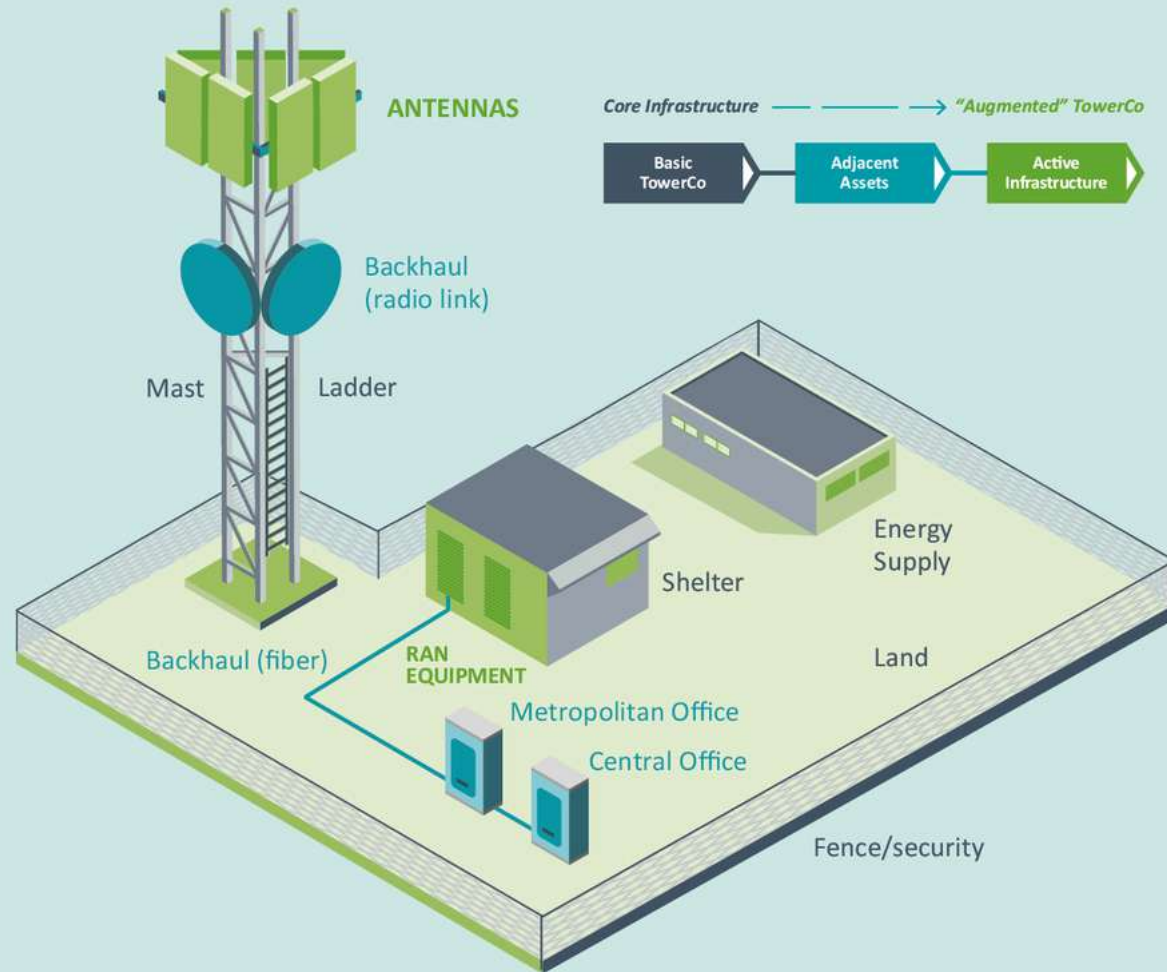 ANTENNAS
Core Infrastructure
“Augmented” TowerCo
Basic
TowerCo
Adjacent
Assets
Active
Infrastructure
Backhaul
(radio link)
Mast
Ladder
Energy
Supply
Shelter
Land
Backhaul (fiber)
RAN
EQUIPMENT
Metropolitan Office
Central Office
Fence/security